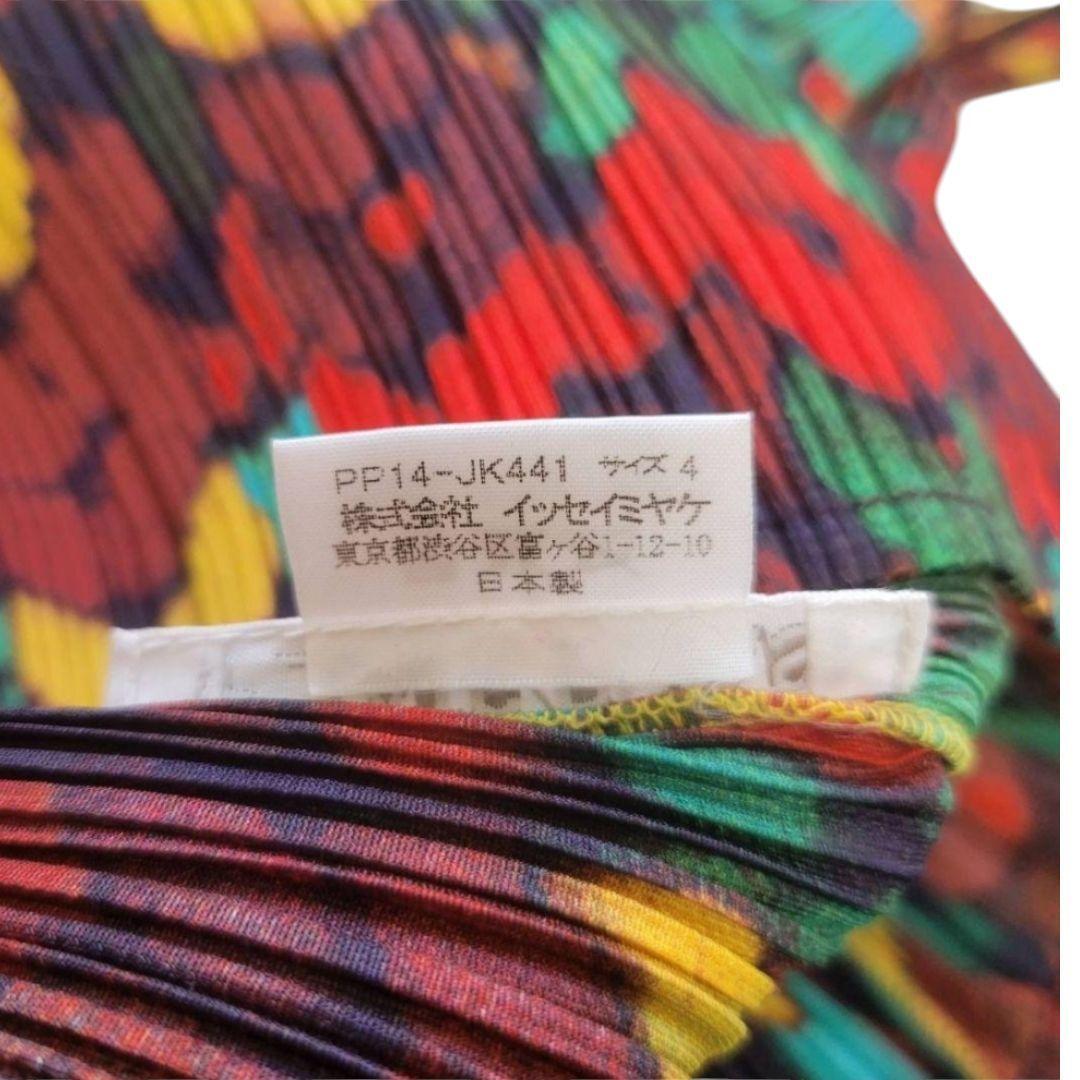 PP14-JK441 サイズ 4
株式会社 イッセイミヤケ
東京都渋谷区富ヶ谷1-12-10
日本製